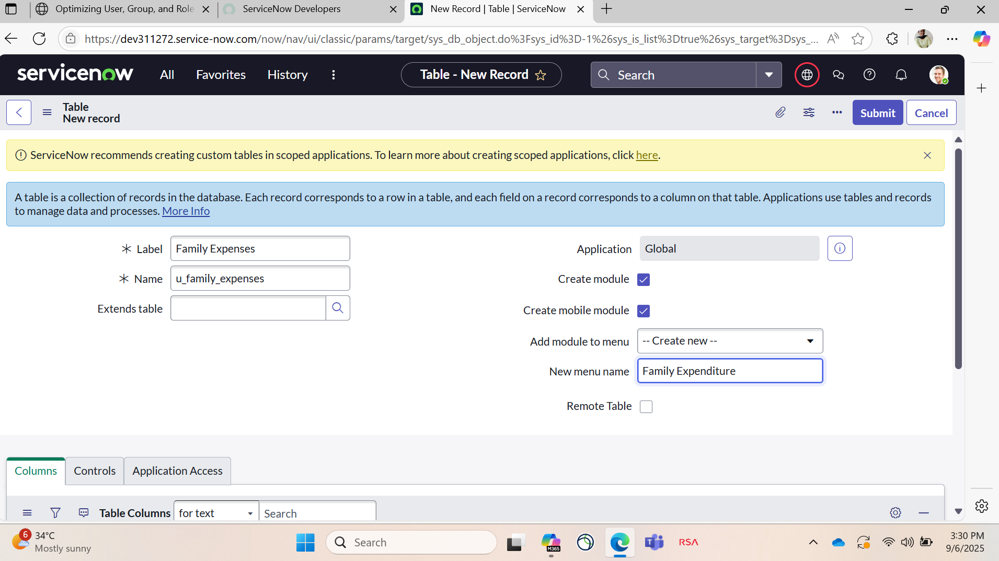 Optimizing User, Group, and Role
ServiceNow Developers
New Record | Table | ServiceNow
https://dev311272.service-now.com/now/nav/ui/classic/params/target/sys_db_object.do%3Fsys_id%3D-1%26sys_is_list%3Dtrue%26sys_target%3Dsys_...
servicenow
All
Favorites
History
Table - New Record
Search
Table
New record
Submit
Cancel
ServiceNow recommends creating custom tables in scoped applications. To learn more about creating scoped applications, click here.
A table is a collection of records in the database. Each record corresponds to a row in a table, and each field on a record corresponds to a column on that table. Applications use tables and records
to manage data and processes. More Info
Label
Family Expenses
Name
u_family_expenses
Extends table
Application
Global
Create module
Create mobile module
Add module to menu
-- Create new --
New menu name
Family Expenditure
Remote Table
Columns
Controls
Application Access
Table Columns
for text
Search
6
34°C
Mostly sunny
Search
M365
RSA
3:30 PM
9/6/2025